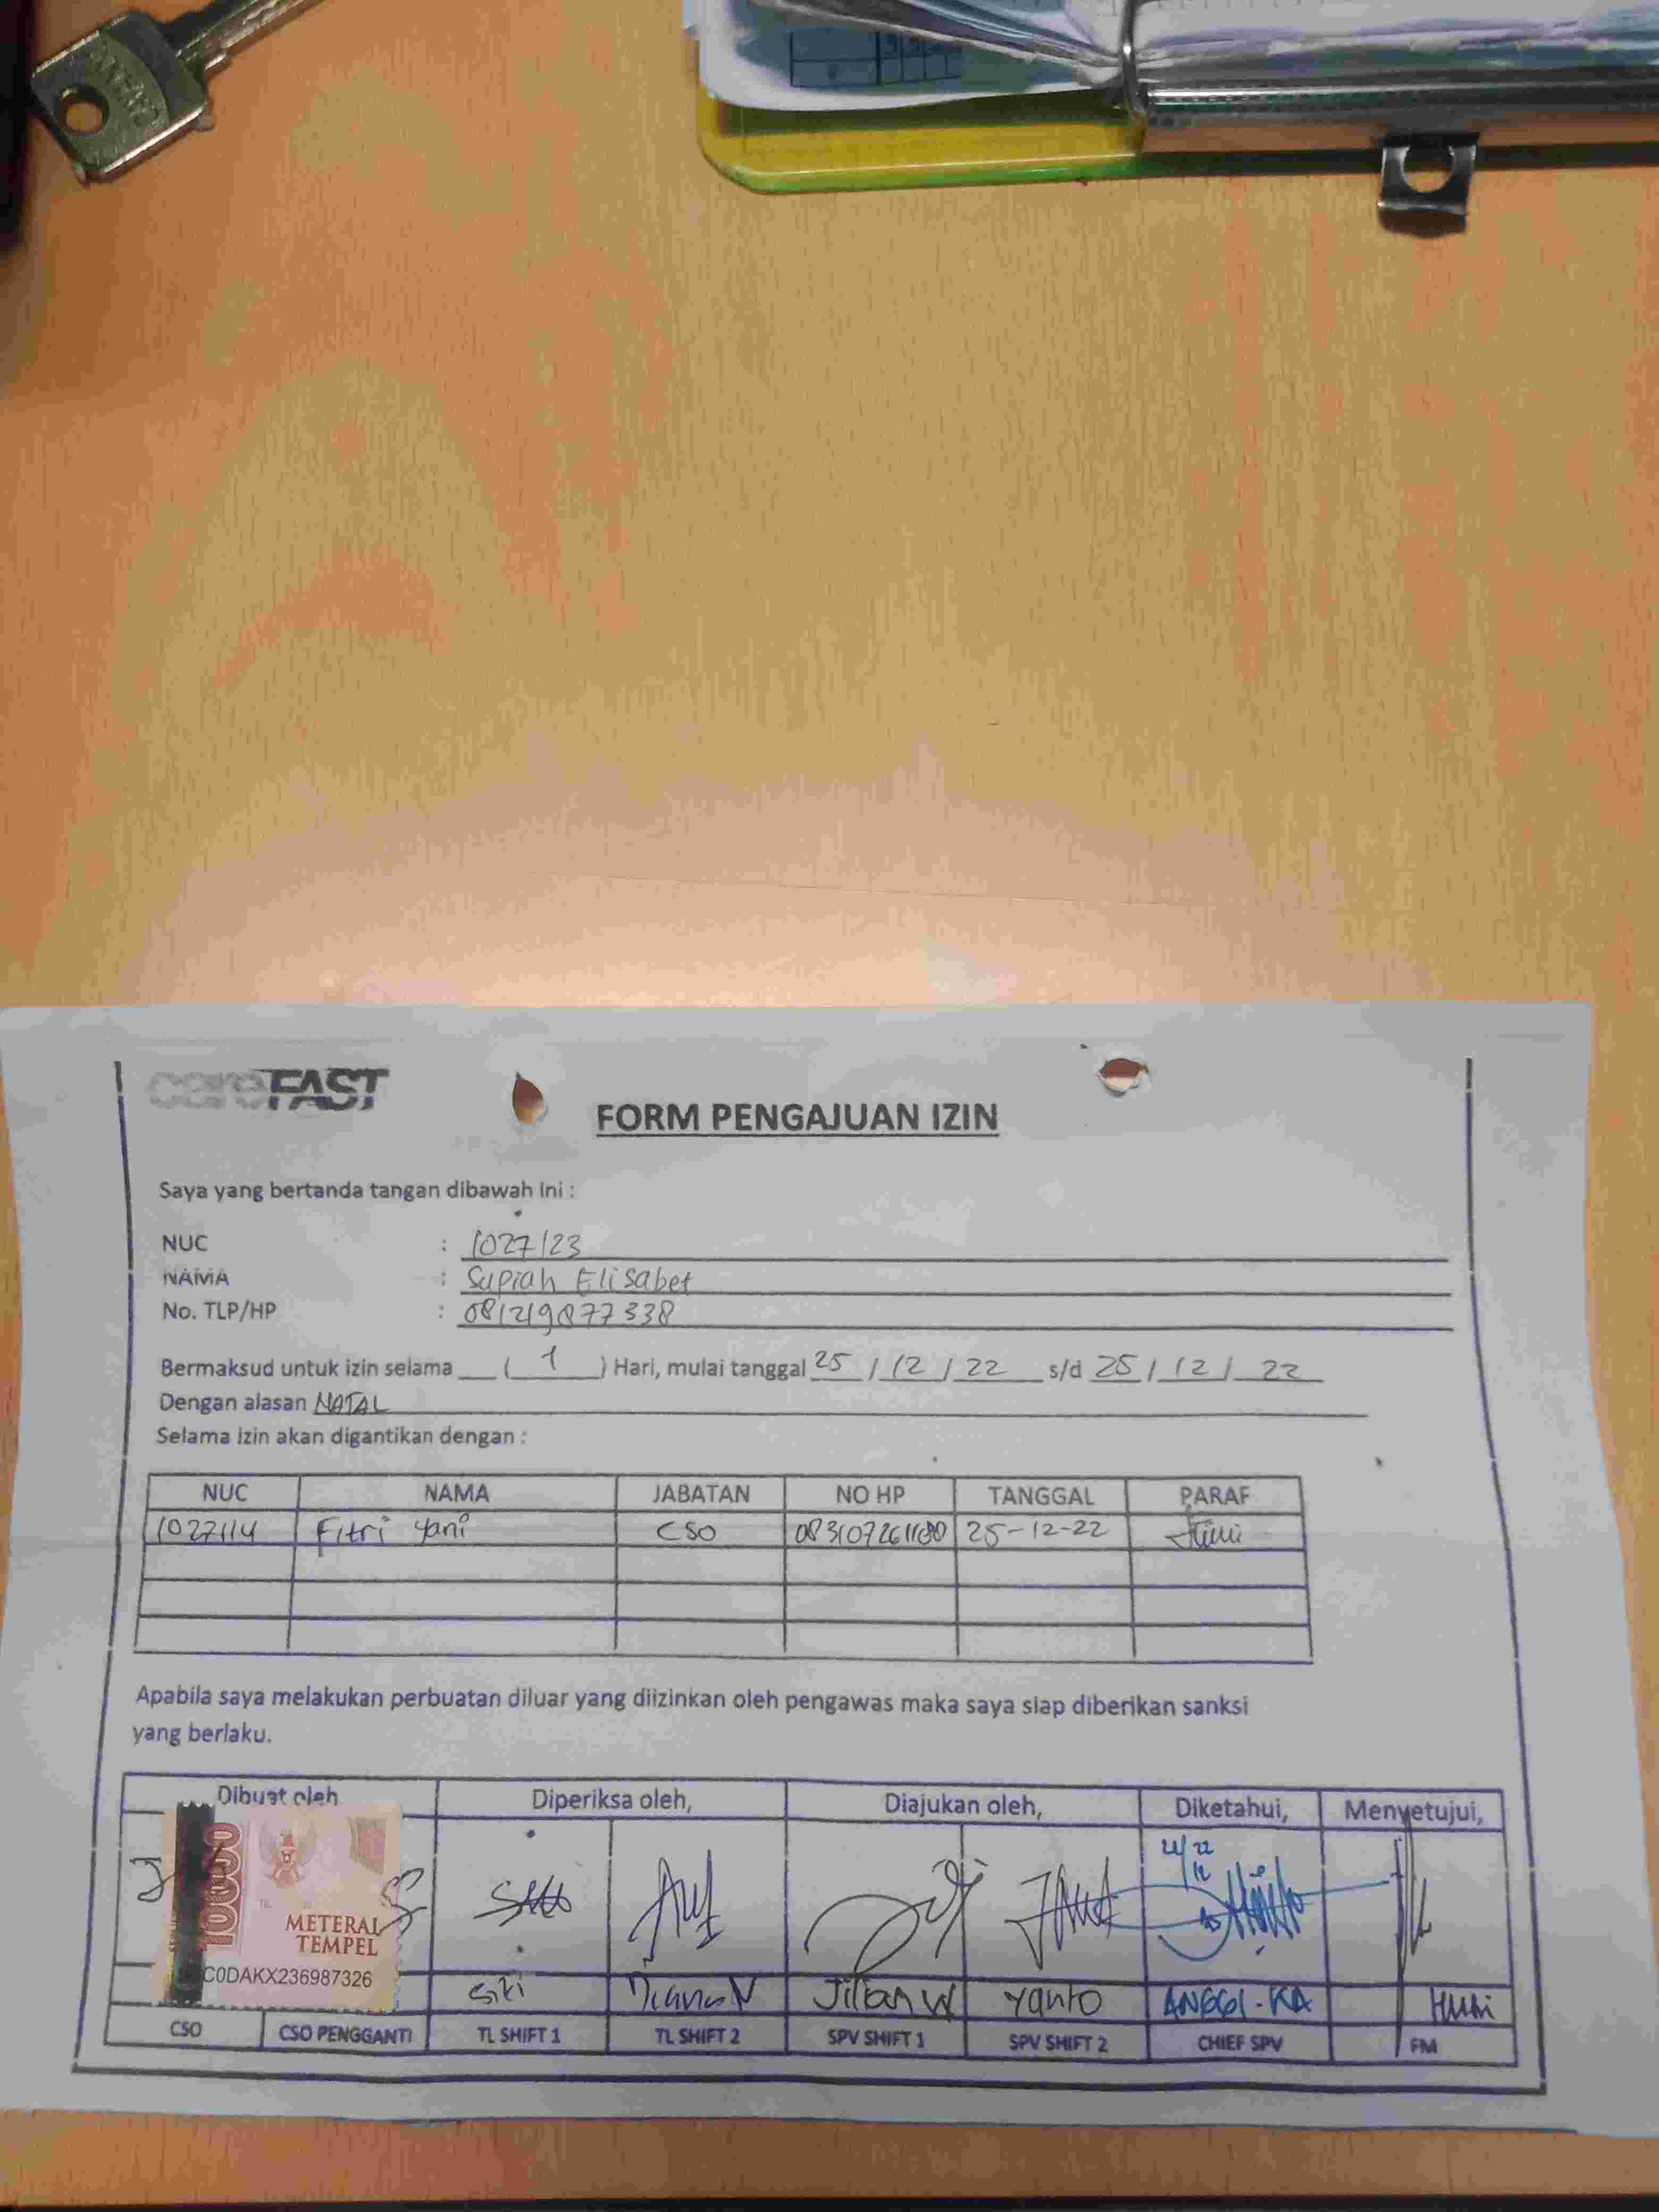 careFAST
FORM PENGAJUAN IZIN
Saya yang bertanda tangan dibawah ini :
NUC : 1027123
NAMA : Supiah Elisabet
No. TLP/HP : 081219877338
Bermaksud untuk izin selama ___ ( 1 ) Hari, mulai tanggal 25 / 12 / 22 s/d 25 / 12 / 22
Dengan alasan NATAL
Selama izin akan digantikan dengan :
NUC NAMA JABATAN NO HP TANGGAL PARAF
1027114 Fitri Yani CSO 25-12-22
Apabila saya melakukan perbuatan diluar yang diizinkan oleh pengawas maka saya siap diberikan sanksi
yang berlaku.
Dibuat oleh Diperiksa oleh, Diajukan oleh, Diketahui, Menyetujui,
10000
METERAI
TEMPEL
C0DAKX236987326
Siti Jilian W Yanto ANGGI-KA
CSO CSO PENGGANTI TL SHIFT 1 TL SHIFT 2 SPV SHIFT 1 SPV SHIFT 2 CHIEF SPV FM